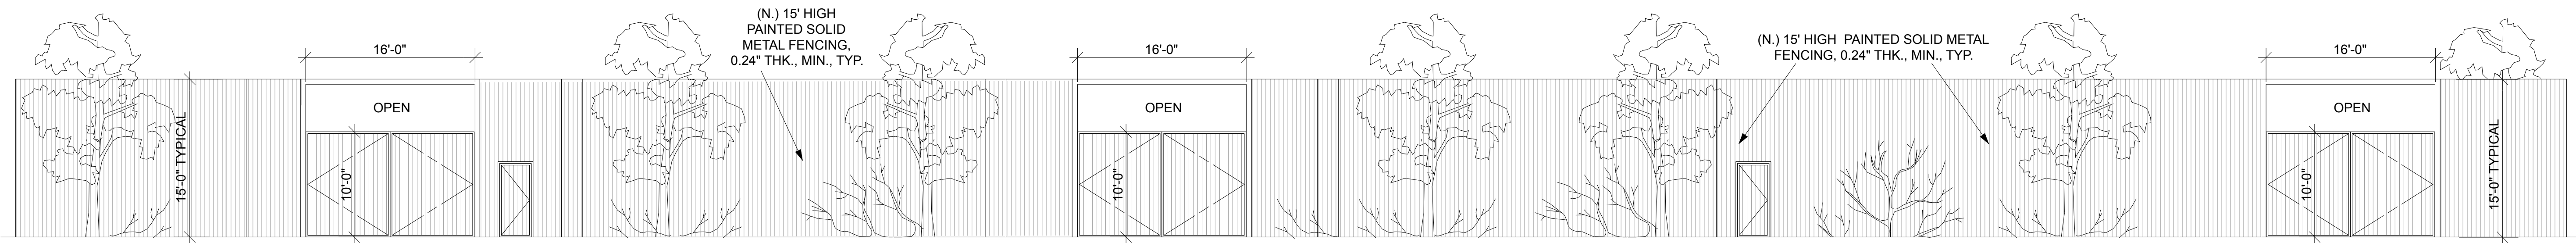 (N.) 15' HIGH
PAINTED SOLID
METAL FENCING,
0.24" THK., MIN., TYP.
(N.) 15' HIGH PAINTED SOLID METAL
FENCING, 0.24" THK., MIN., TYP.
16'-0"
16'-0"
16'-0"
OPEN
OPEN
OPEN
15'-0" TYPICAL
10'-0"
10'-0"
10'-0"
15'-0" TYPICAL